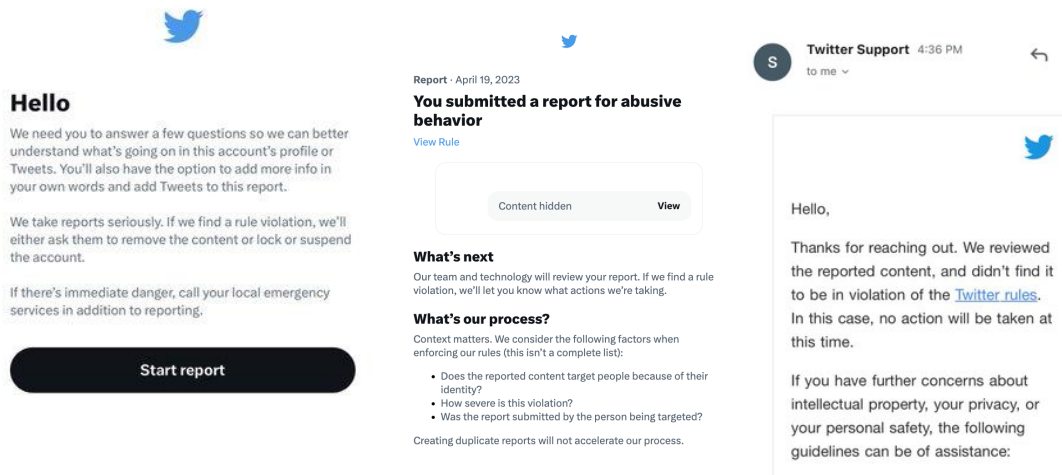 Hello
We need you to answer a few questions so we can better
understand what's going on in this account's profile or
Tweets. You'll also have the option to add more info in
your own words and add Tweets to this report.
We take reports seriously. If we find a rule violation, we'll
either ask them to remove the content or lock or suspend
the account.
If there's immediate danger, call your local emergency
services in addition to reporting.
Start report
Report · April 19, 2023
You submitted a report for abusive
behavior
View Rule
Content hidden View
What's next
Our team and technology will review your report. If we find a rule
violation, we'll let you know what actions we're taking.
What's our process?
Context matters. We consider the following factors when
enforcing our rules (this isn't a complete list):
• Does the reported content target people because of their
identity?
• How severe is this violation?
• Was the report submitted by the person being targeted?
Creating duplicate reports will not accelerate our process.
S
Twitter Support 4:36 PM
to me
Hello,
Thanks for reaching out. We reviewed
the reported content, and didn't find it
to be in violation of the Twitter rules.
In this case, no action will be taken at
this time.
If you have further concerns about
intellectual property, your privacy, or
your personal safety, the following
guidelines can be of assistance: